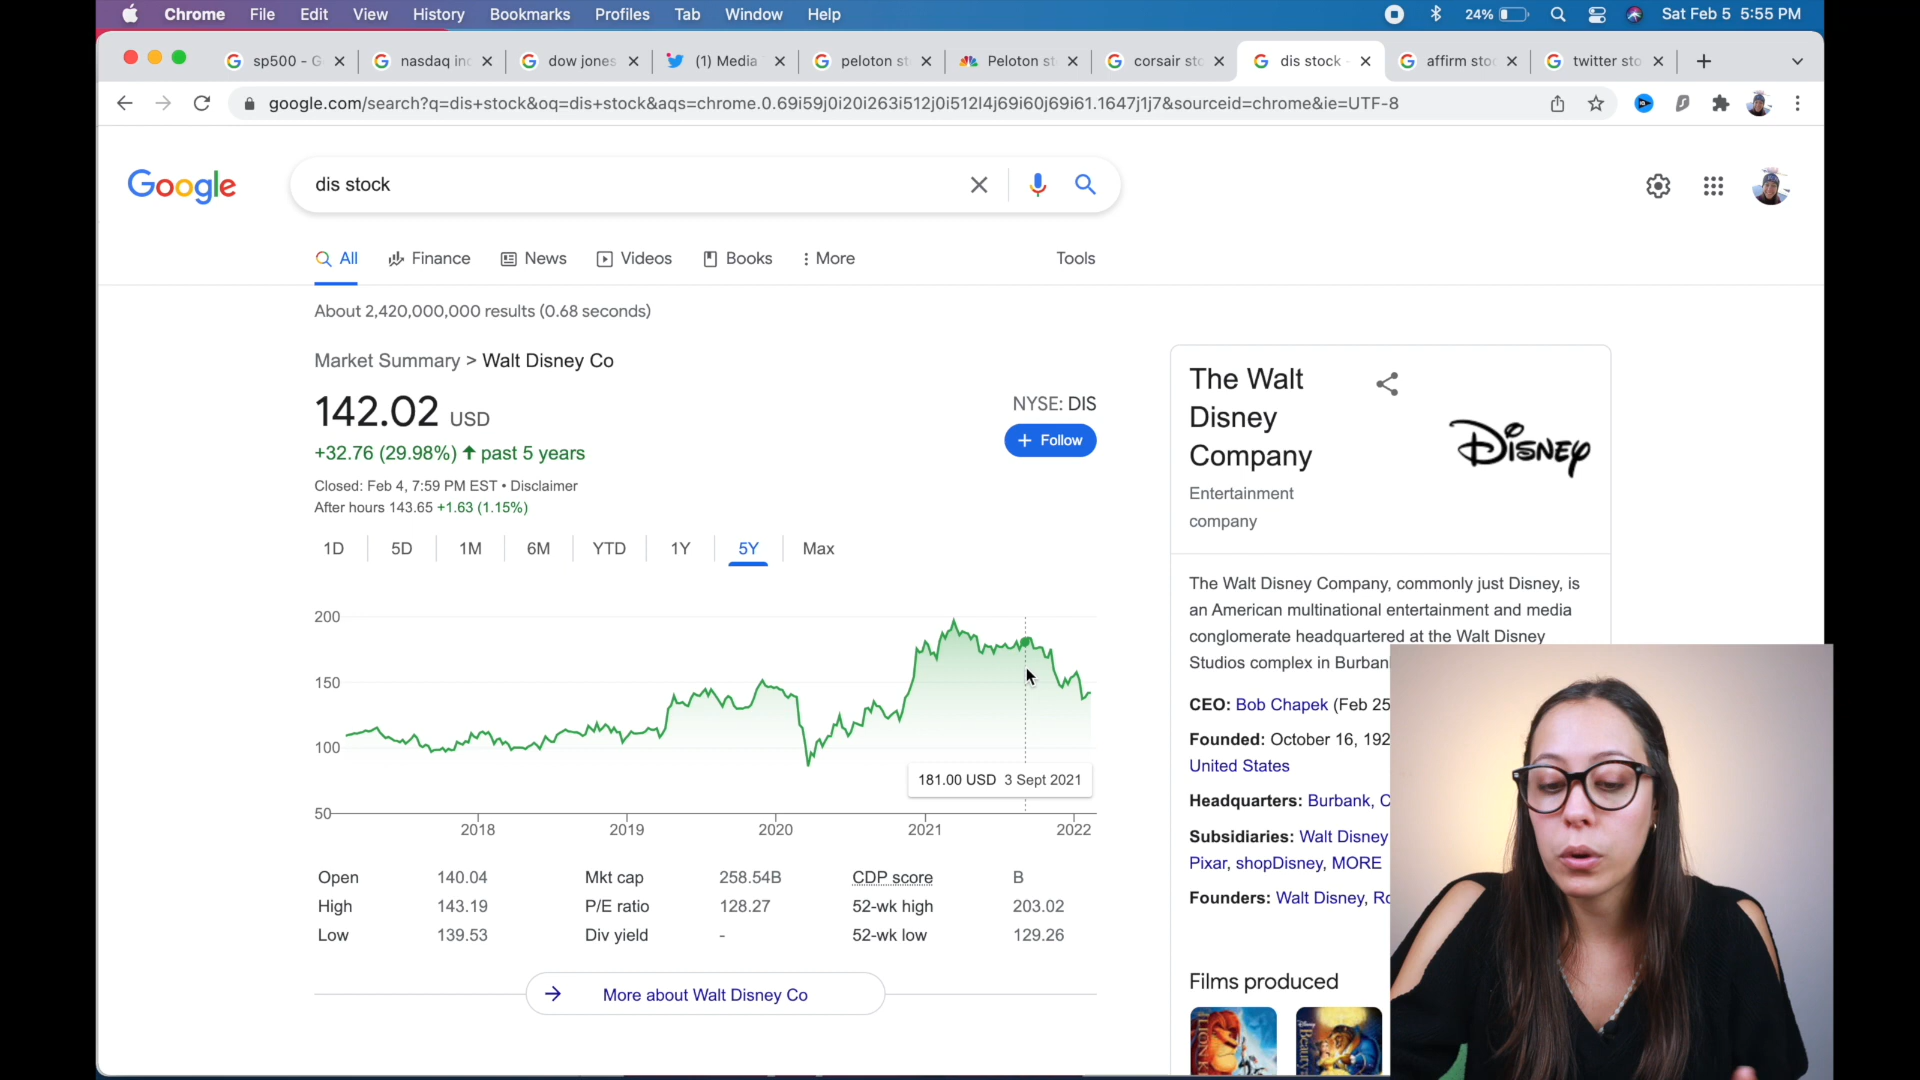 Chrome File Edit View History Bookmarks Profiles Tab Window Help 24% Sat Feb 5 5:55 PM
sp500 - G nasdaq inc dow jones (1) Media peloton st Peloton st corsair sto dis stock - affirm stoc twitter sto
google.com/search?q=dis+stock&oq=dis+stock&aqs=chrome.0.69i59j0i20i263i512j0i512l4j69i60j69i61.1647j1j7&sourceid=chrome&ie=UTF-8
Google dis stock
All Finance News Videos Books More Tools
About 2,420,000,000 results (0.68 seconds)
Market Summary > Walt Disney Co
142.02 USD
+32.76 (29.98%) past 5 years
Closed: Feb 4, 7:59 PM EST • Disclaimer
After hours 143.65 +1.63 (1.15%)
NYSE: DIS
+ Follow
1D 5D 1M 6M YTD 1Y 5Y Max
200
150
100
50
181.00 USD 3 Sept 2021
2018 2019 2020 2021 2022
Open 140.04 Mkt cap 258.54B CDP score B
High 143.19 P/E ratio 128.27 52-wk high 203.02
Low 139.53 Div yield - 52-wk low 129.26
More about Walt Disney Co
The Walt
Disney
Company
Disney
Entertainment
company
The Walt Disney Company, commonly just Disney, is
an American multinational entertainment and media
conglomerate headquartered at the Walt Disney
Studios complex in Burban
CEO: Bob Chapek (Feb 25
Founded: October 16, 192
United States
Headquarters: Burbank, C
Subsidiaries: Walt Disney
Pixar, shopDisney, MORE
Founders: Walt Disney, Ro
Films produced